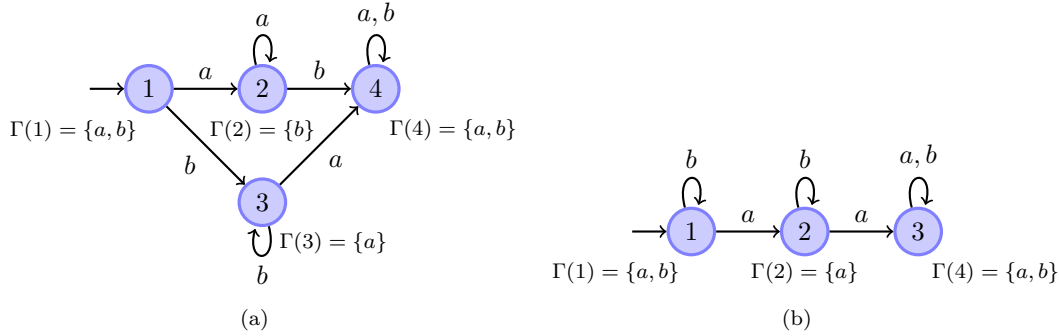 a
a, b
1
a
2
b
4
Γ(1) = {a, b}
Γ(2) = {b}
Γ(4) = {a, b}
b
a
3
Γ(3) = {a}
b
(a)
b
b
a, b
1
a
2
a
3
Γ(1) = {a, b}
Γ(2) = {a}
Γ(4) = {a, b}
(b)